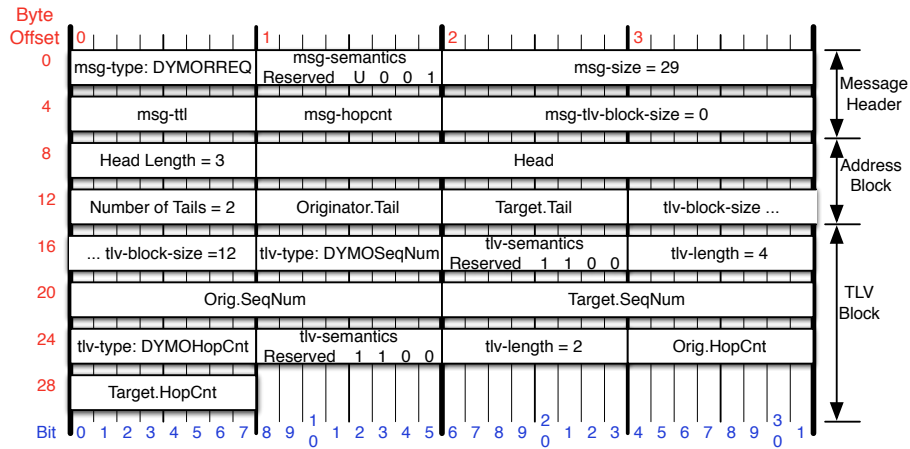 Byte
Offset 0 1 2 3
0 msg-type: DYMORREQ msg-semantics msg-size = 29
Reserved U 0 0 1
Message
Header
4 msg-ttl msg-hopcnt msg-tlv-block-size = 0
8 Head Length = 3 Head
Address
Block
12 Number of Tails = 2 Originator.Tail Target.Tail tlv-block-size ...
16 ... tlv-block-size =12 tlv-type: DYMOSeqNum tlv-semantics tlv-length = 4
Reserved 1 1 0 0
20 Orig.SeqNum Target.SeqNum
TLV
Block
24 tlv-type: DYMOHopCnt tlv-semantics tlv-length = 2 Orig.HopCnt
Reserved 1 1 0 0
28 Target.HopCnt
Bit 0 1 2 3 4 5 6 7 8 9 10 1 2 3 4 5 6 7 8 9 20 1 2 3 4 5 6 7 8 9 30 1